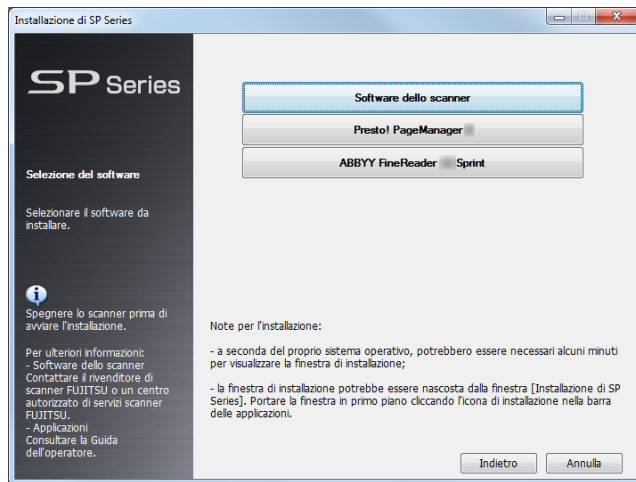 Installazione di SP Series
SP Series
Selezione del software
Selezionare il software da
installare.
Spegnere lo scanner prima di
avviare l'installazione.
Per ulteriori informazioni:
- Software dello scanner
Contattare il rivenditore di
scanner FUJITSU o un centro
autorizzato di servizi scanner
FUJITSU.
- Applicazioni
Consultare la Guida
dell'operatore.
Software dello scanner
Presto! PageManager
ABBYY FineReader Sprint
Note per l'installazione:
- a seconda del proprio sistema operativo, potrebbero essere necessari alcuni minuti
per visualizzare la finestra di installazione;
- la finestra di installazione potrebbe essere nascosta dalla finestra [Installazione di SP
Series]. Portare la finestra in primo piano cliccando l'icona di installazione nella barra
delle applicazioni.
Indietro
Annulla